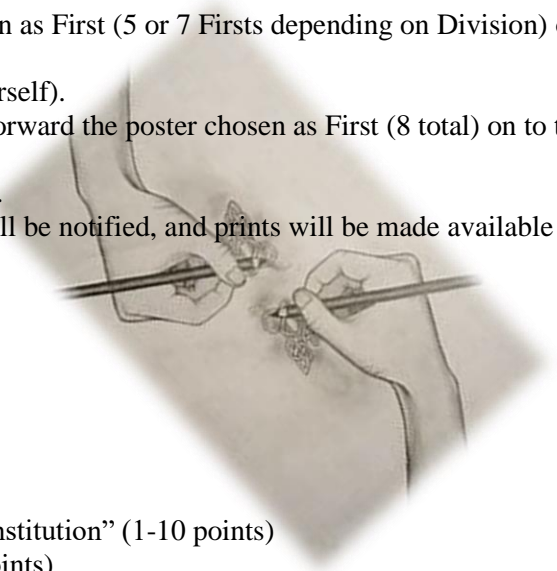 n as First (5 or 7 Firsts depending on Division)
rself).
orward the poster chosen as First (8 total) on to
.
ll be notified, and prints will be made available
nstitution” (1-10 points)
oints)